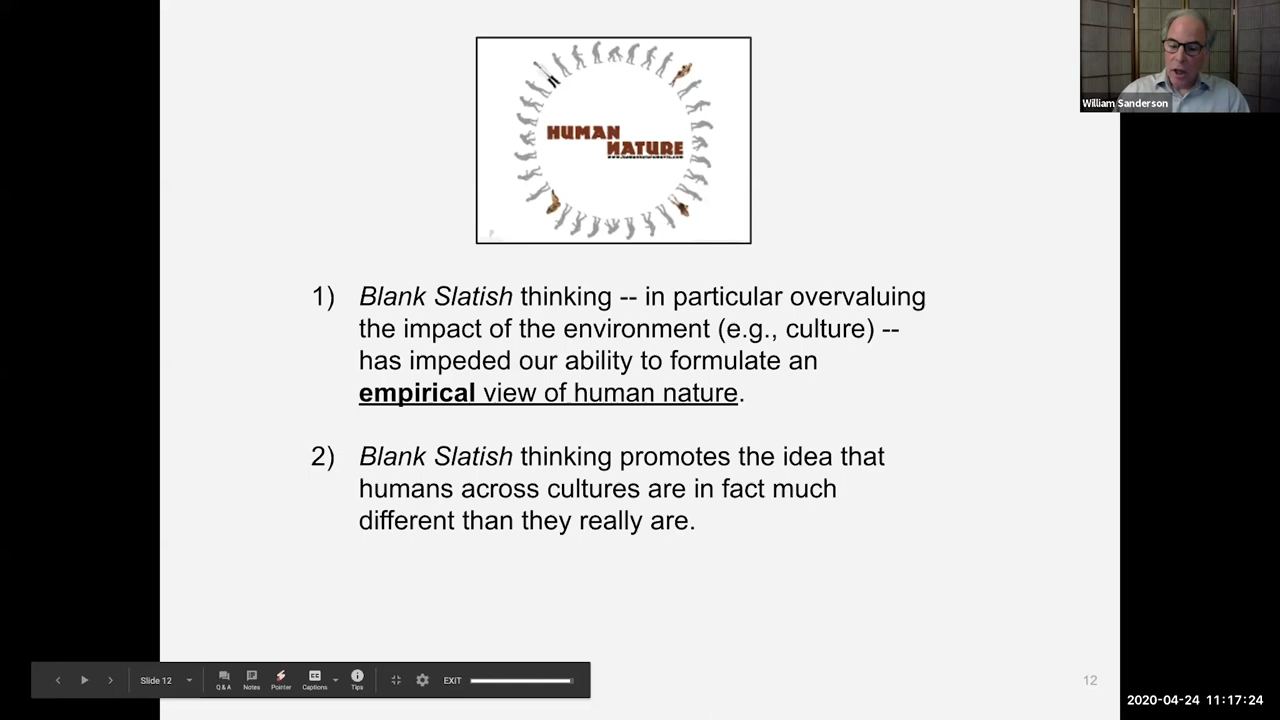 HUMAN
NATURE
www.humannaturemovie.com
William Sanderson
1) Blank Slatish thinking -- in particular overvaluing
the impact of the environment (e.g., culture) --
has impeded our ability to formulate an
empirical view of human nature.
2) Blank Slatish thinking promotes the idea that
humans across cultures are in fact much
different than they really are.
Slide 12
Q & A
Notes
Pointer
Captions
Tips
EXIT
12
2020-04-24 11:17:24